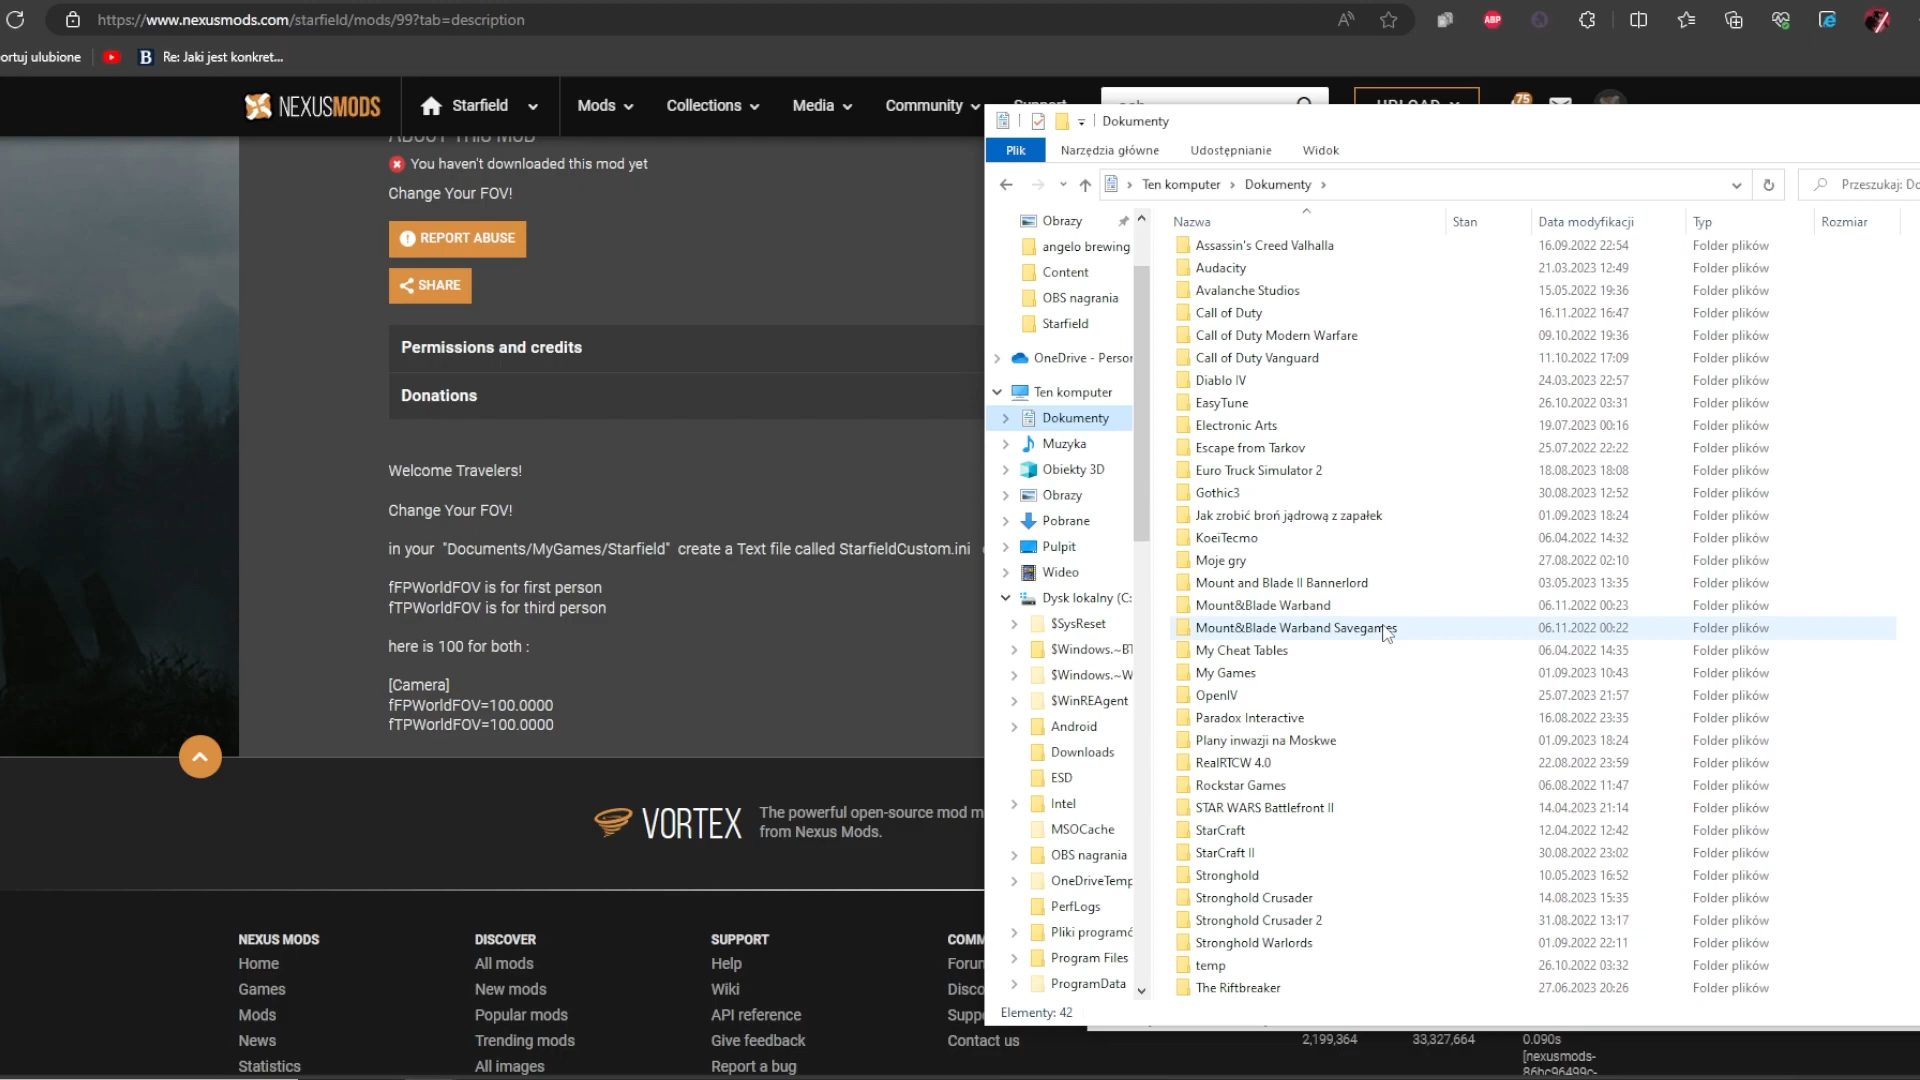 https://www.nexusmods.com/starfield/mods/99?tab=description
ABP
ortuj ulubione
B Re: Jaki jest konkret...
NEXUSMODS
Starfield
Mods
Collections
Media
Community
Support
UPLOAD
75
ABOUT THIS MOD
You haven't downloaded this mod yet
Change Your FOV!
REPORT ABUSE
SHARE
Permissions and credits
Donations
Welcome Travelers!
Change Your FOV!
in your "Documents/MyGames/Starfield" create a Text file called StarfieldCustom.ini
fFPWorldFOV is for first person
fTPWorldFOV is for third person
here is 100 for both :
[Camera]
fFPWorldFOV=100.0000
fTPWorldFOV=100.0000
VORTEX
The powerful open-source mod m
from Nexus Mods.
NEXUS MODS
Home
Games
Mods
News
Statistics
DISCOVER
All mods
New mods
Popular mods
Trending mods
All images
SUPPORT
Help
Wiki
API reference
Give feedback
Report a bug
COMM
Forun
Disco
Suppo
Contact us
2,199,364
33,327,664
0.090s
[nexusmods-
Dokumenty
Plik
Narzędzia główne
Udostępnianie
Widok
Ten komputer > Dokumenty >
Przeszukaj: Do
Obrazy
angelo brewing
Content
OBS nagrania
Starfield
OneDrive - Person
Ten komputer
Dokumenty
Muzyka
Obiekty 3D
Obrazy
Pobrane
Pulpit
Wideo
Dysk lokalny (C:
$SysReset
$Windows.~BT
$Windows.~W
$WinREAgent
Android
Downloads
ESD
Intel
MSOCache
OBS nagrania
OneDriveTemp
PerfLogs
Pliki programó
Program Files
ProgramData
Nazwa Stan Data modyfikacji Typ Rozmiar
Assassin's Creed Valhalla 16.09.2022 22:54 Folder plików
Audacity 21.03.2023 12:49 Folder plików
Avalanche Studios 15.05.2022 19:36 Folder plików
Call of Duty 16.11.2022 16:47 Folder plików
Call of Duty Modern Warfare 09.10.2022 19:36 Folder plików
Call of Duty Vanguard 11.10.2022 17:09 Folder plików
Diablo IV 24.03.2023 22:57 Folder plików
EasyTune 26.10.2022 03:31 Folder plików
Electronic Arts 19.07.2023 00:16 Folder plików
Escape from Tarkov 25.07.2022 22:22 Folder plików
Euro Truck Simulator 2 18.08.2023 18:08 Folder plików
Gothic3 30.08.2023 12:52 Folder plików
Jak zrobić broń jądrową z zapałek 01.09.2023 18:24 Folder plików
KoeiTecmo 06.04.2022 14:32 Folder plików
Moje gry 27.08.2022 02:10 Folder plików
Mount and Blade II Bannerlord 03.05.2023 13:35 Folder plików
Mount&Blade Warband 06.11.2022 00:23 Folder plików
Mount&Blade Warband Savegames 06.11.2022 00:22 Folder plików
My Cheat Tables 06.04.2022 14:35 Folder plików
My Games 01.09.2023 10:43 Folder plików
OpenIV 25.07.2023 21:57 Folder plików
Paradox Interactive 16.08.2022 23:35 Folder plików
Plany inwazji na Moskwe 01.09.2023 18:24 Folder plików
RealRTCW 4.0 22.08.2022 23:59 Folder plików
Rockstar Games 06.08.2022 11:47 Folder plików
STAR WARS Battlefront II 14.04.2023 21:14 Folder plików
StarCraft 12.04.2022 12:42 Folder plików
StarCraft II 30.08.2022 23:02 Folder plików
Stronghold 10.05.2023 16:52 Folder plików
Stronghold Crusader 14.08.2023 15:35 Folder plików
Stronghold Crusader 2 31.08.2022 13:17 Folder plików
Stronghold Warlords 01.09.2022 22:11 Folder plików
temp 26.10.2022 03:32 Folder plików
The Riftbreaker 27.06.2023 20:26 Folder plików
Elementy: 42